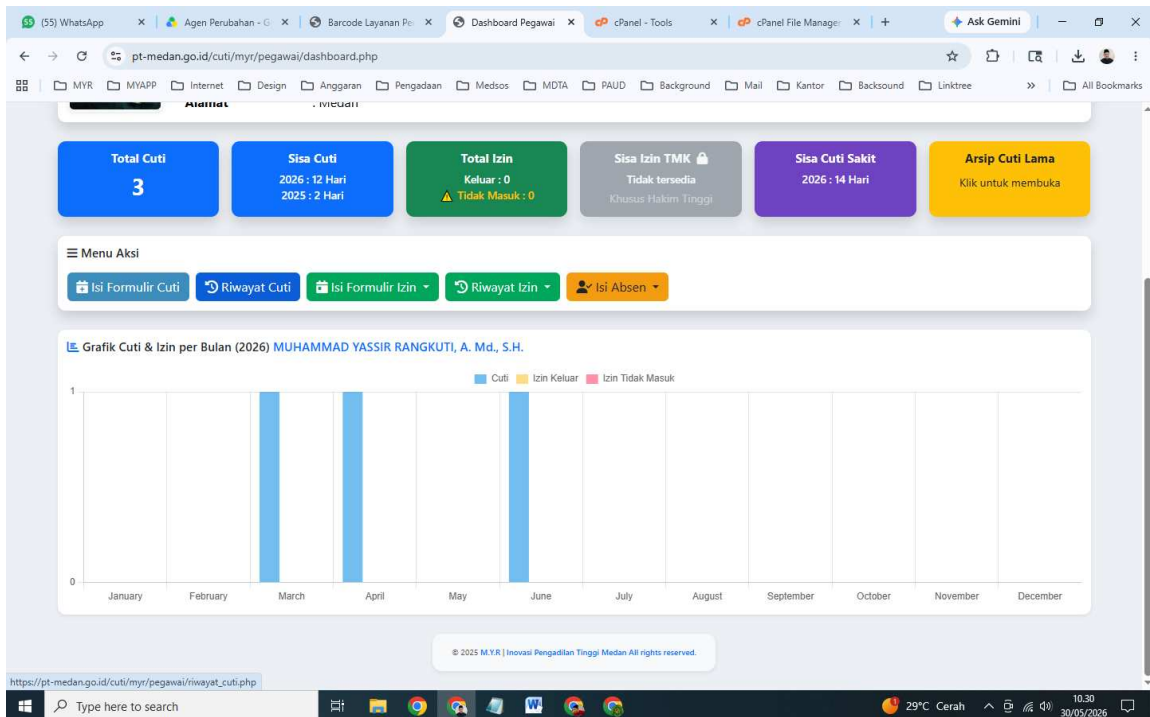 (55) WhatsApp
Agen Perubahan - G
Barcode Layanan Pe
Dashboard Pegawai
cPanel - Tools
cPanel File Manager
Ask Gemini
pt-medan.go.id/cuti/myr/pegawai/dashboard.php
MYR MYAPP Internet Design Anggaran Pengadaan Medsos MDTA PAUD Background Mail Kantor Backsound Linktree » All Bookmarks
Alamat : Medan
Total Cuti
3
Sisa Cuti
2026 : 12 Hari
2025 : 2 Hari
Total Izin
Keluar : 0
Tidak Masuk : 0
Sisa Izin TMK
Tidak tersedia
Khusus Hakim Tinggi
Sisa Cuti Sakit
2026 : 14 Hari
Arsip Cuti Lama
Klik untuk membuka
Menu Aksi
Isi Formulir Cuti
Riwayat Cuti
Isi Formulir Izin
Riwayat Izin
Isi Absen
Grafik Cuti & Izin per Bulan (2026) MUHAMMAD YASSIR RANGKUTI, A. Md., S.H.
Cuti Izin Keluar Izin Tidak Masuk
1
0
January February March April May June July August September October November December
© 2025 M.Y.R | Inovasi Pengadilan Tinggi Medan All rights reserved.
https://pt-medan.go.id/cuti/myr/pegawai/riwayat_cuti.php
Type here to search
29°C Cerah
10.30
30/05/2026